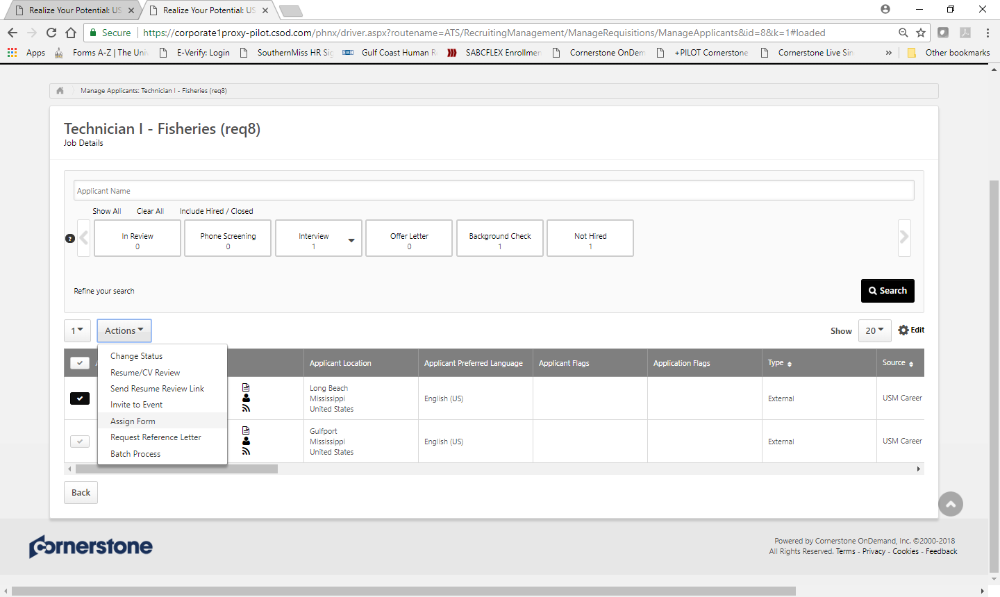 Realize Your Potential: US
Realize Your Potential: US
Secure
https://corporate1proxy-pilot.csod.com/phnx/driver.aspx?routename=ATS/RecruitingManagement/ManageRequisitions/ManageApplicants&id=8&k=1#loaded
Apps
Forms A-Z | The Uni
E-Verify: Login
SouthernMiss HR Sig
Gulf Coast Human R
SABCFLEX Enrollmen
Cornerstone OnDem
+PILOT Cornerstone
Cornerstone Live Sin
»
Other bookmarks
Manage Applicants: Technician I - Fisheries (req8)
Technician I - Fisheries (req8)
Job Details
Applicant Name
Show All Clear All Include Hired / Closed
In Review
0
Phone Screening
0
Interview
1
Offer Letter
0
Background Check
1
Not Hired
1
Refine your search
Search
1 Actions
Show 20 Edit
Change Status
Resume/CV Review
Send Resume Review Link
Invite to Event
Assign Form
Request Reference Letter
Batch Process
Applicant Location Applicant Preferred Language Applicant Flags Application Flags Type Source
Long Beach
Mississippi
United States
English (US)
External
USM Career
Gulfport
Mississippi
United States
English (US)
External
USM Career
Back
Cornerstone
Powered by Cornerstone OnDemand, Inc. ©2000-2018
All Rights Reserved. Terms - Privacy - Cookies - Feedback